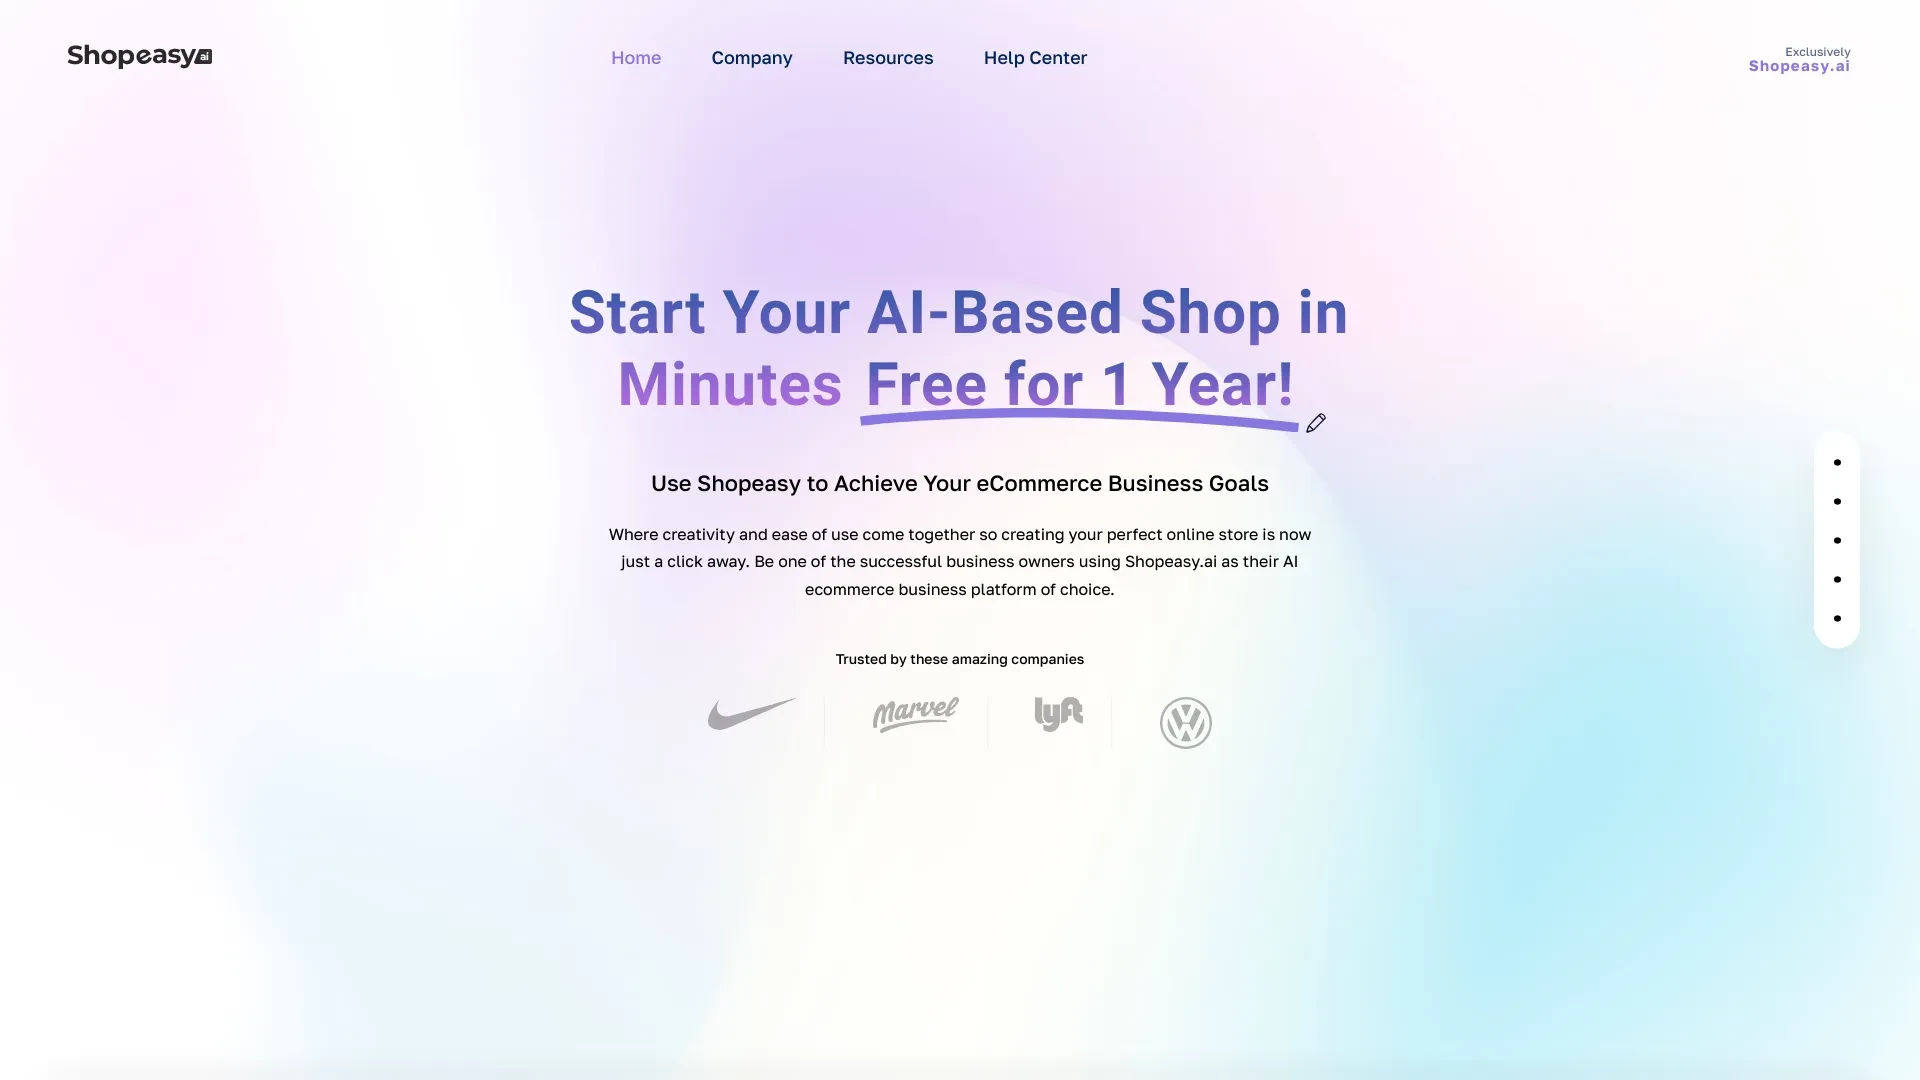 Shopeasy ai
Home
Company
Resources
Help Center
Exclusively
Shopeasy.ai
Start Your AI-Based Shop in
Minutes Free for 1 Year!
Use Shopeasy to Achieve Your eCommerce Business Goals
Where creativity and ease of use come together so creating your perfect online store is now
just a click away. Be one of the successful business owners using Shopeasy.ai as their AI
ecommerce business platform of choice.
Trusted by these amazing companies
Marvel
lyft
VW